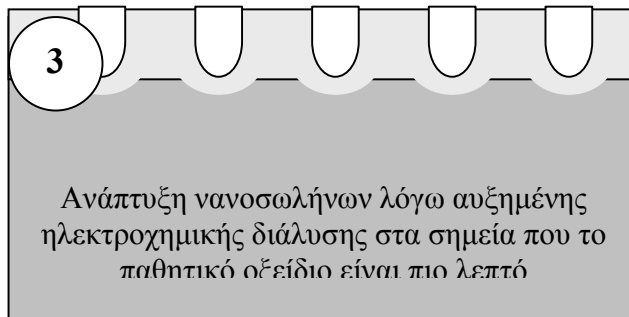 3
Ανάπτυξη νανοσωλήνων λόγω αυξημένης
ηλεκτροχημικής διάλυσης στα σημεία που το
παθητικό οξείδιο είναι πιο λεπτό